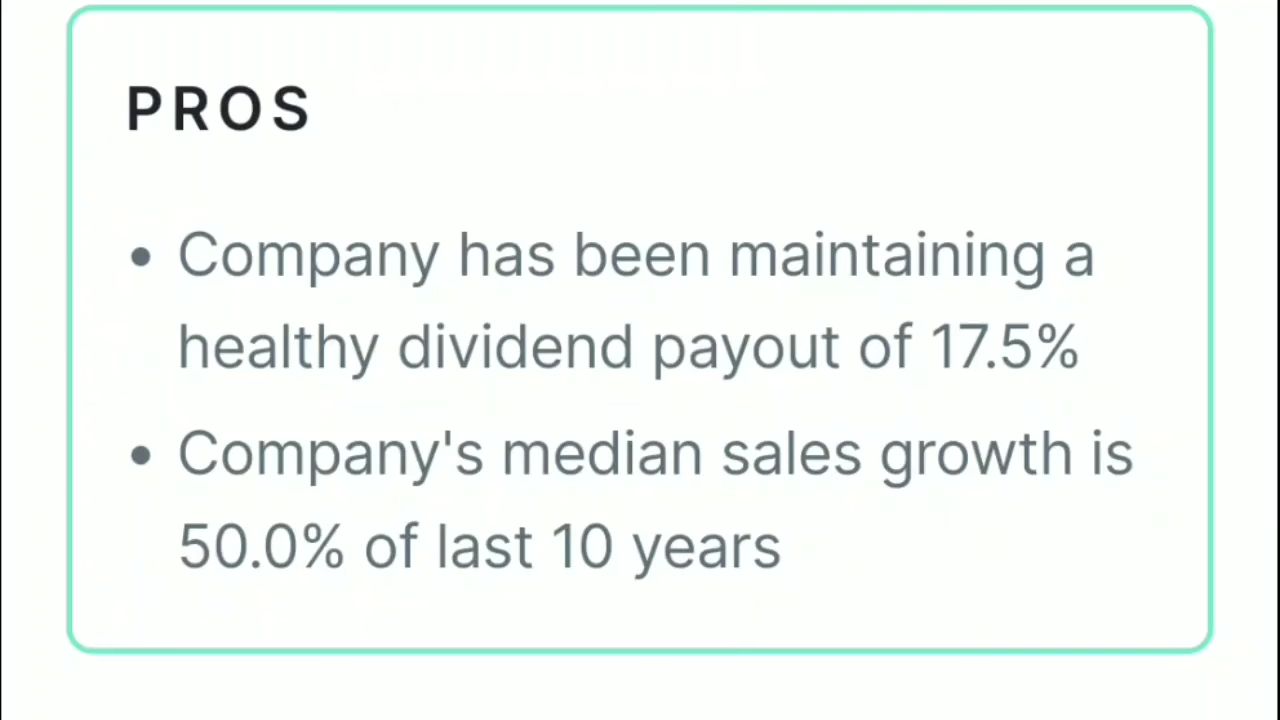 PROS
• Company has been maintaining a
healthy dividend payout of 17.5%
• Company's median sales growth is
50.0% of last 10 years